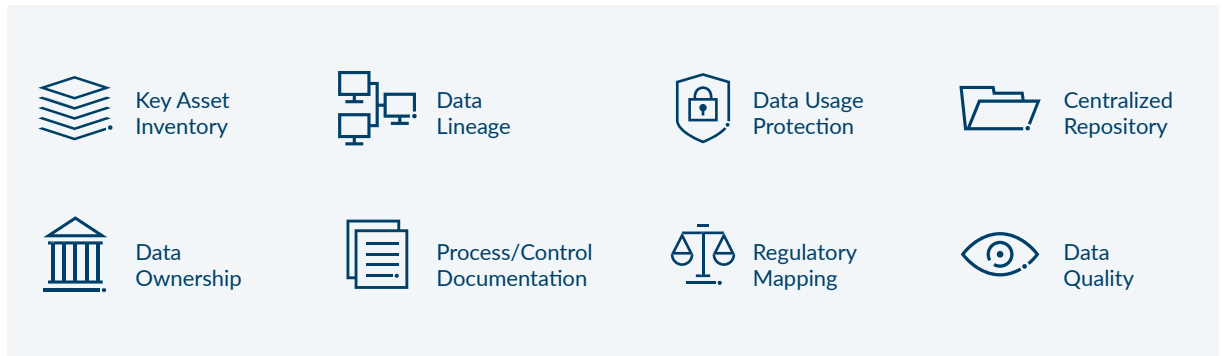 Key Asset
Inventory
Data
Lineage
Data Usage
Protection
Centralized
Repository
Data
Ownership
Process/Control
Documentation
Regulatory
Mapping
Data
Quality